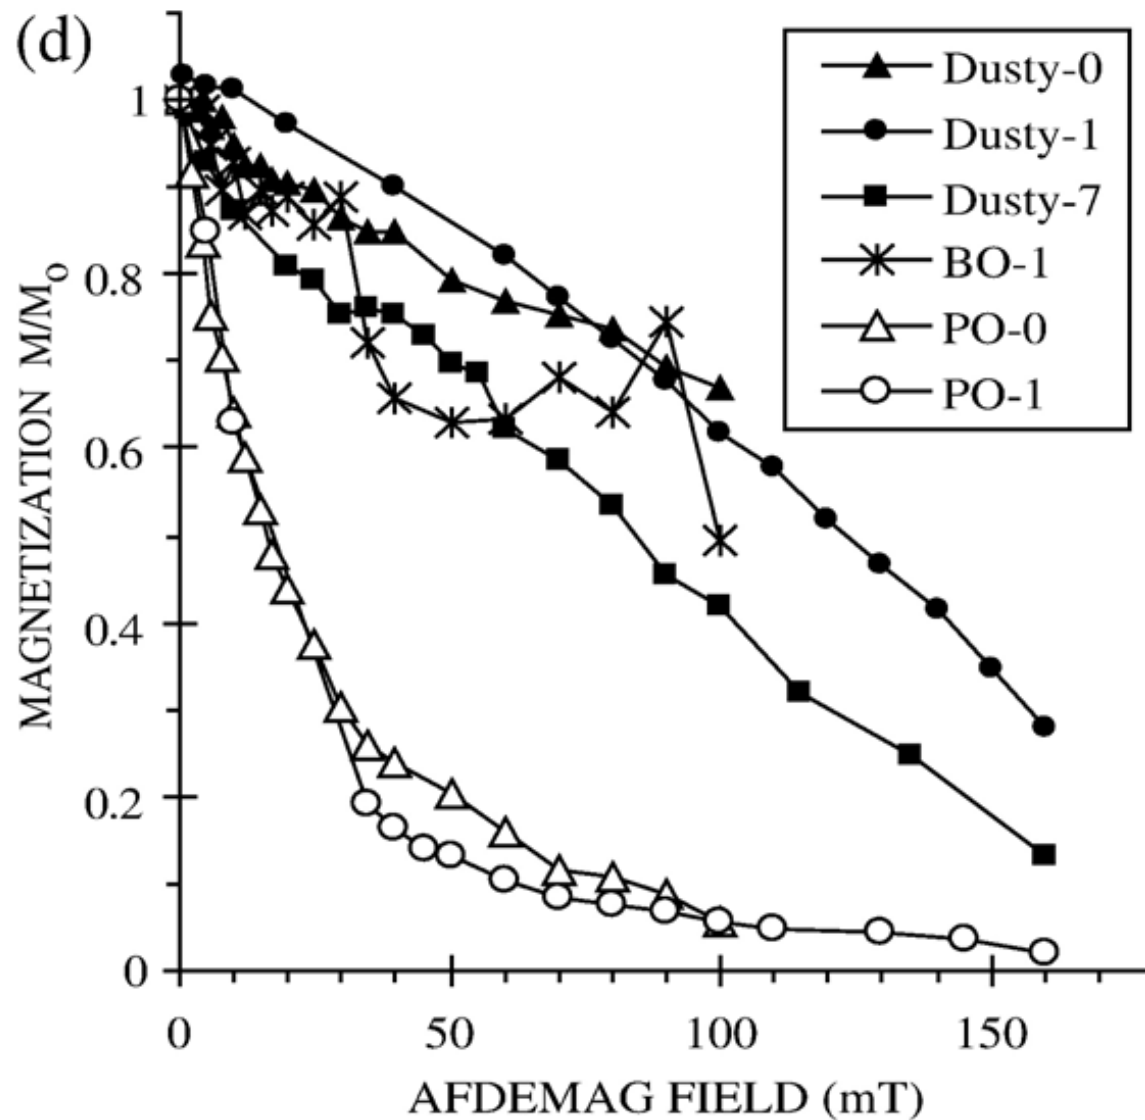 (d)
Dusty-0
Dusty-1
Dusty-7
BO-1
PO-0
PO-1
MAGNETIZATION M/Mo
1
0.8
0.6
0.4
0.2
0
0 50 100 150
AFDEMAG FIELD (mT)